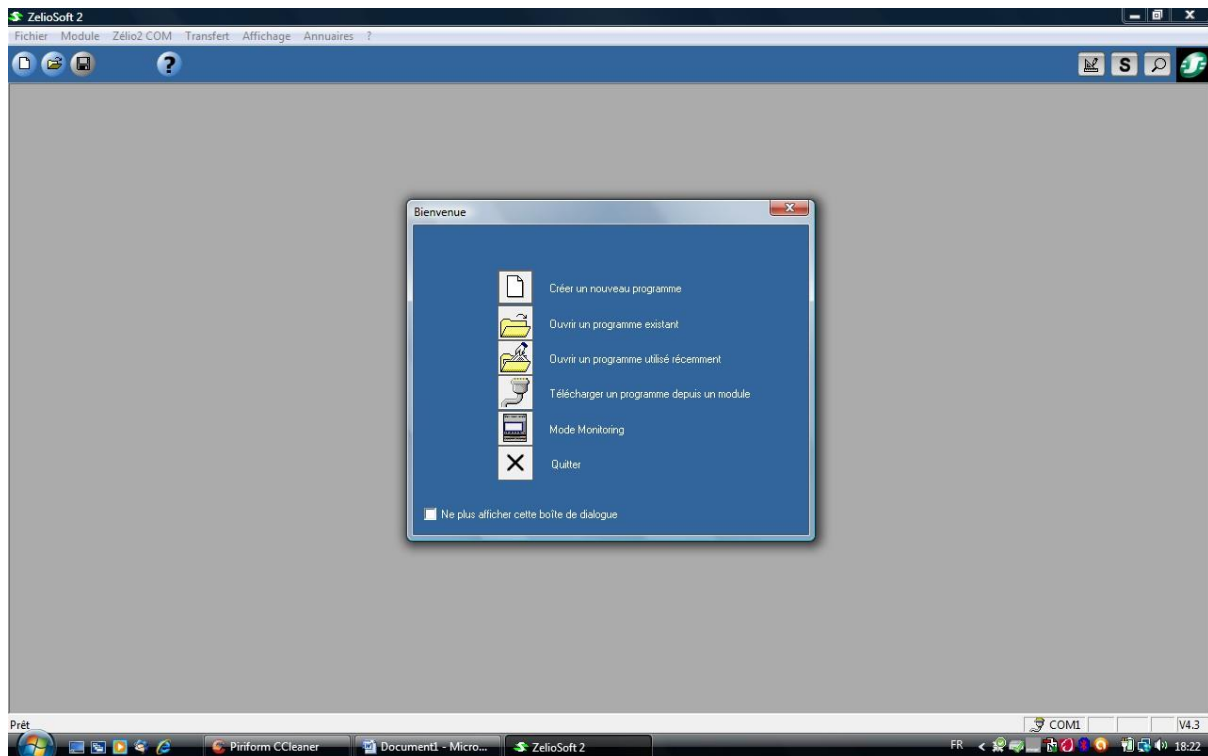 ZelioSoft 2
Fichier Module Zélio2 COM Transfert Affichage Annuaires ?
?
S
Bienvenue
Créer un nouveau programme
Ouvrir un programme existant
Ouvrir un programme utilisé récemment
Télécharger un programme depuis un module
Mode Monitoring
Quitter
Ne plus afficher cette boîte de dialogue
Prêt
COM1
V4.3
Piriform CCleaner
Document1 - Micro...
ZelioSoft 2
FR
18:22